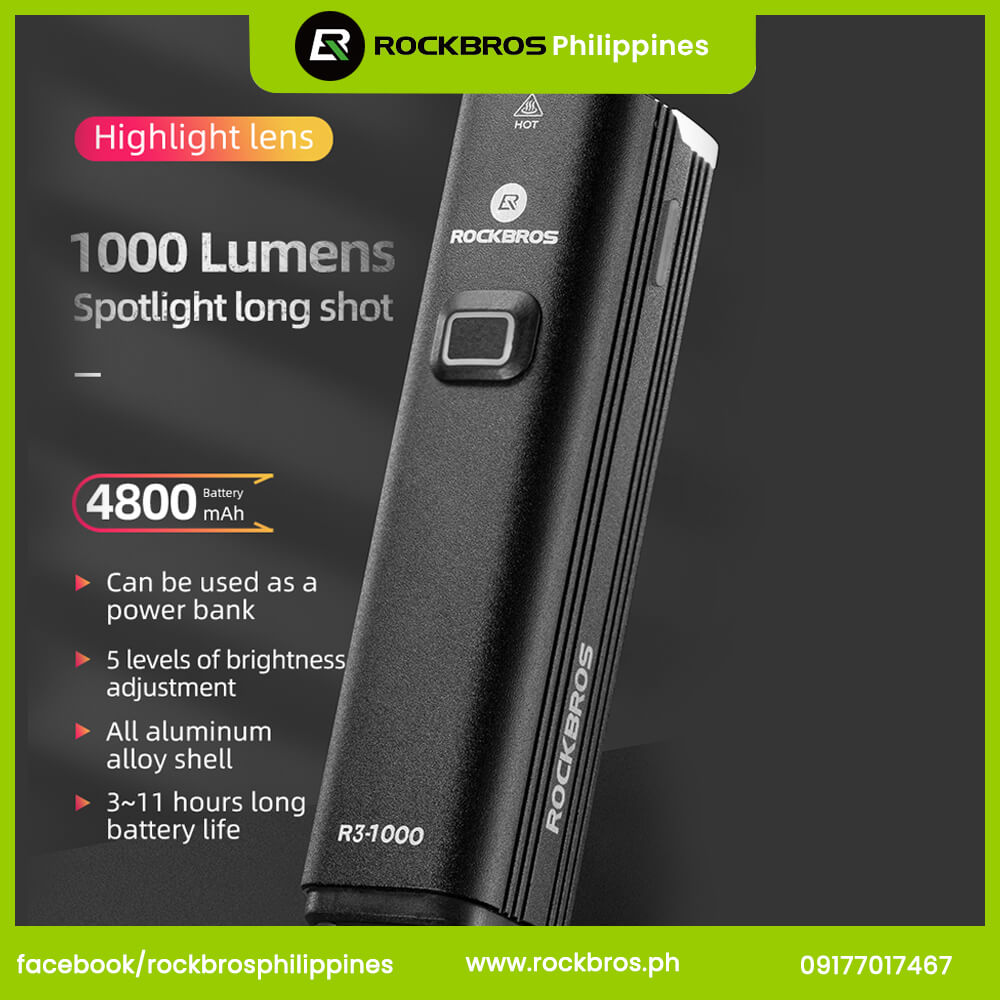 ROCKBROS Philippines
Highlight lens
1000 Lumens
Spotlight long shot
4800 Battery mAh
Can be used as a
power bank
5 levels of brightness
adjustment
All aluminum
alloy shell
3~11 hours long
battery life
HOT
ROCKBROS
ROCKBROS
R3-1000
facebook/rockbrosphilippines
www.rockbros.ph
09177017467